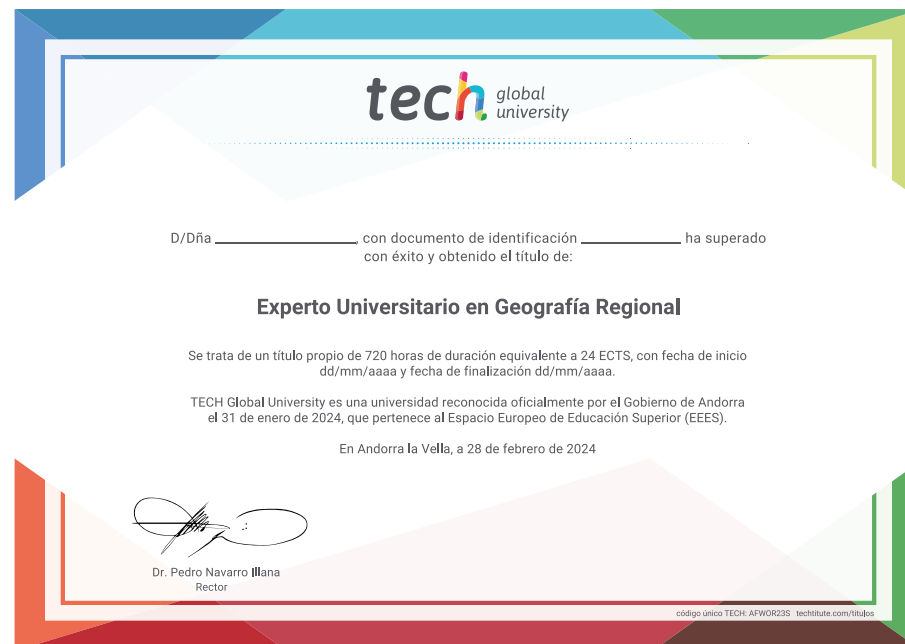 tech global university
D/Dña ____________________, con documento de identificación ______________ ha superado
con éxito y obtenido el título de:
Experto Universitario en Geografía Regional
Se trata de un título propio de 720 horas de duración equivalente a 24 ECTS, con fecha de inicio
dd/mm/aaaa y fecha de finalización dd/mm/aaaa.
TECH Global University es una universidad reconocida oficialmente por el Gobierno de Andorra
el 31 de enero de 2024, que pertenece al Espacio Europeo de Educación Superior (EEES).
En Andorra la Vella, a 28 de febrero de 2024
Dr. Pedro Navarro Illana
Rector
código único TECH: AFWOR23S techtitute.com/titulos